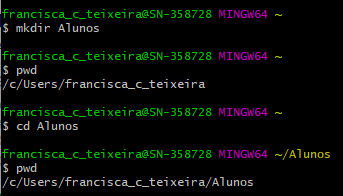 francisca_c_teixeira@SN-358728 MINGW64 ~
$ mkdir Alunos
francisca_c_teixeira@SN-358728 MINGW64 ~
$ pwd
/c/Users/francisca_c_teixeira
francisca_c_teixeira@SN-358728 MINGW64 ~
$ cd Alunos
francisca_c_teixeira@SN-358728 MINGW64 ~/Alunos
$ pwd
/c/Users/francisca_c_teixeira/Alunos